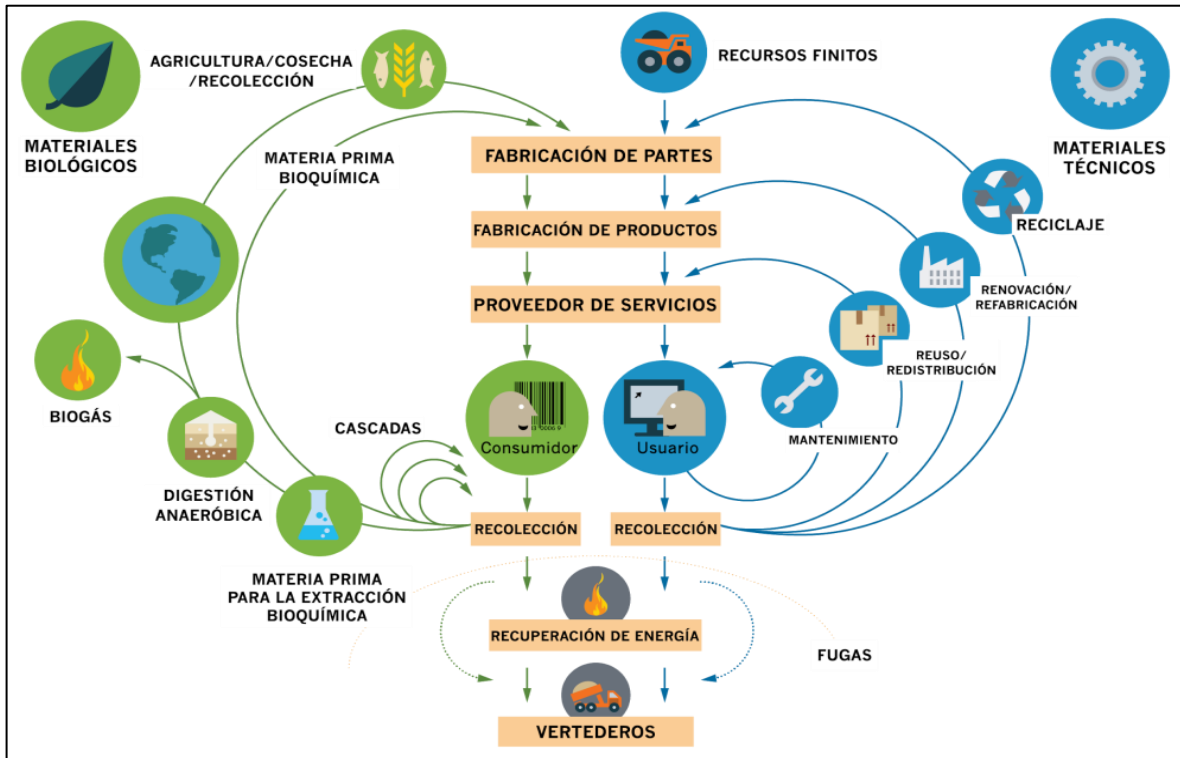 AGRICULTURA/COSECHA
/RECOLECCIÓN
RECURSOS FINITOS
MATERIALES
BIOLÓGICOS
MATERIALES
TÉCNICOS
MATERIA PRIMA
BIOQUÍMICA
FABRICACIÓN DE PARTES
RECICLAJE
FABRICACIÓN DE PRODUCTOS
RENOVACIÓN/
REFABRICACIÓN
PROVEEDOR DE SERVICIOS
REUSO/
REDISTRIBUCIÓN
BIOGÁS
CASCADAS
Consumidor
Usuario
MANTENIMIENTO
DIGESTIÓN
ANAERÓBICA
RECOLECCIÓN
RECOLECCIÓN
MATERIA PRIMA
PARA LA EXTRACCIÓN
BIOQUÍMICA
RECUPERACIÓN DE ENERGÍA
FUGAS
VERTEDEROS